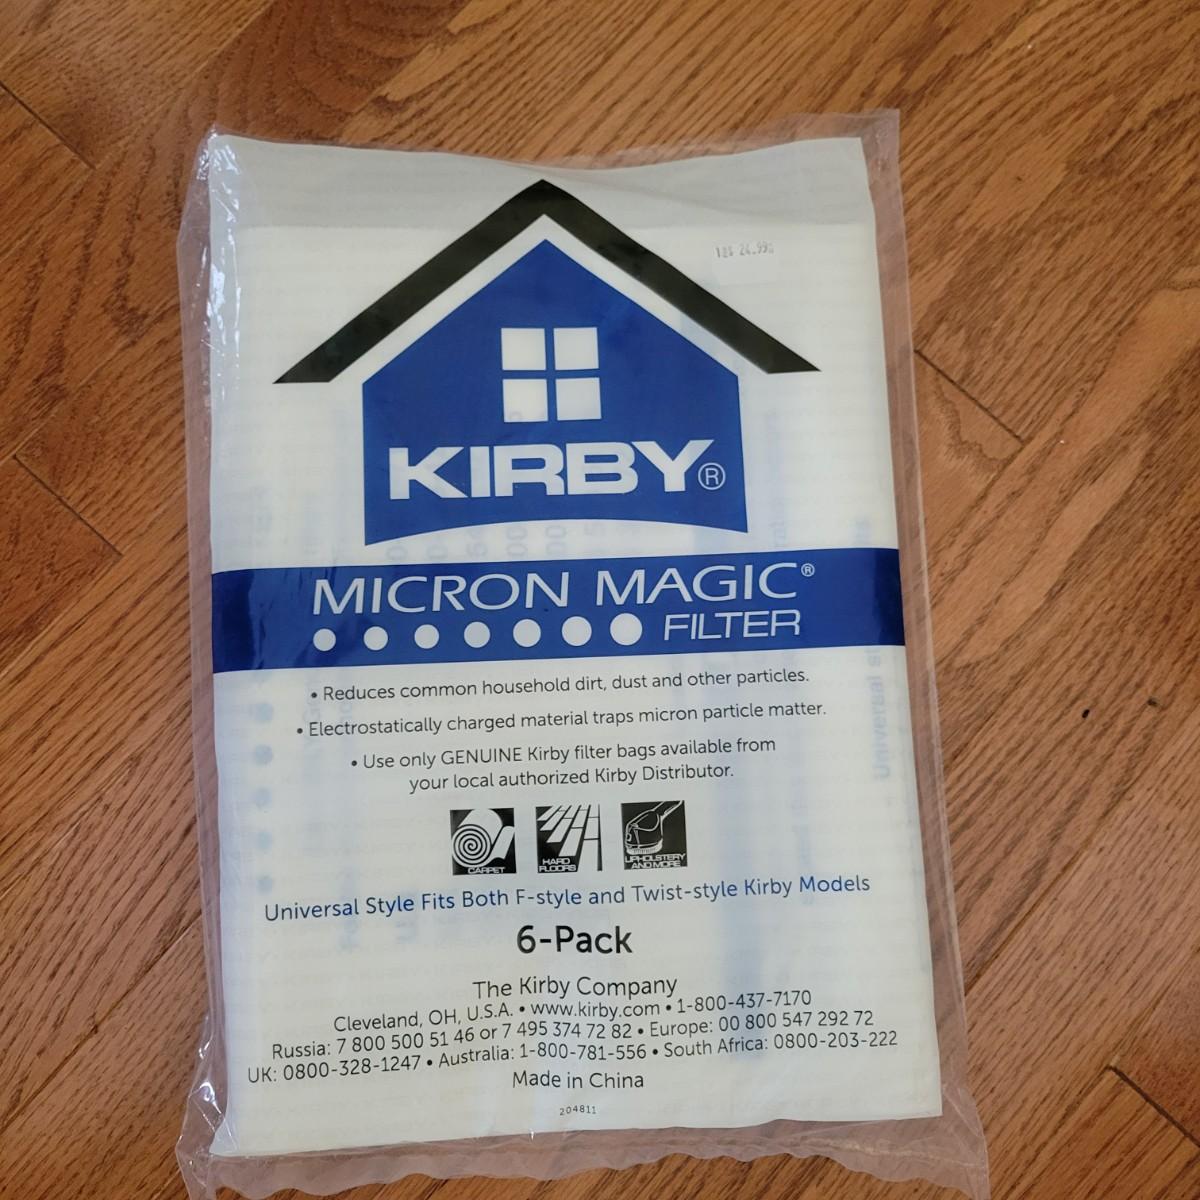 24.99
KIRBY®
MICRON MAGIC®
FILTER
• Reduces common household dirt, dust and other particles.
• Electrostatically charged material traps micron particle matter.
• Use only GENUINE Kirby filter bags available from
your local authorized Kirby Distributor.
CARPET
HARD
FLOORS
UPHOLSTERY
AND MORE
Universal Style Fits Both F-style and Twist-style Kirby Models
6-Pack
The Kirby Company
Cleveland, OH, U.S.A. • www.kirby.com • 1-800-437-7170
Russia: 7 800 500 51 46 or 7 495 374 72 82 • Europe: 00 800 547 292 72
UK: 0800-328-1247 • Australia: 1-800-781-556 • South Africa: 0800-203-222
Made in China
204811